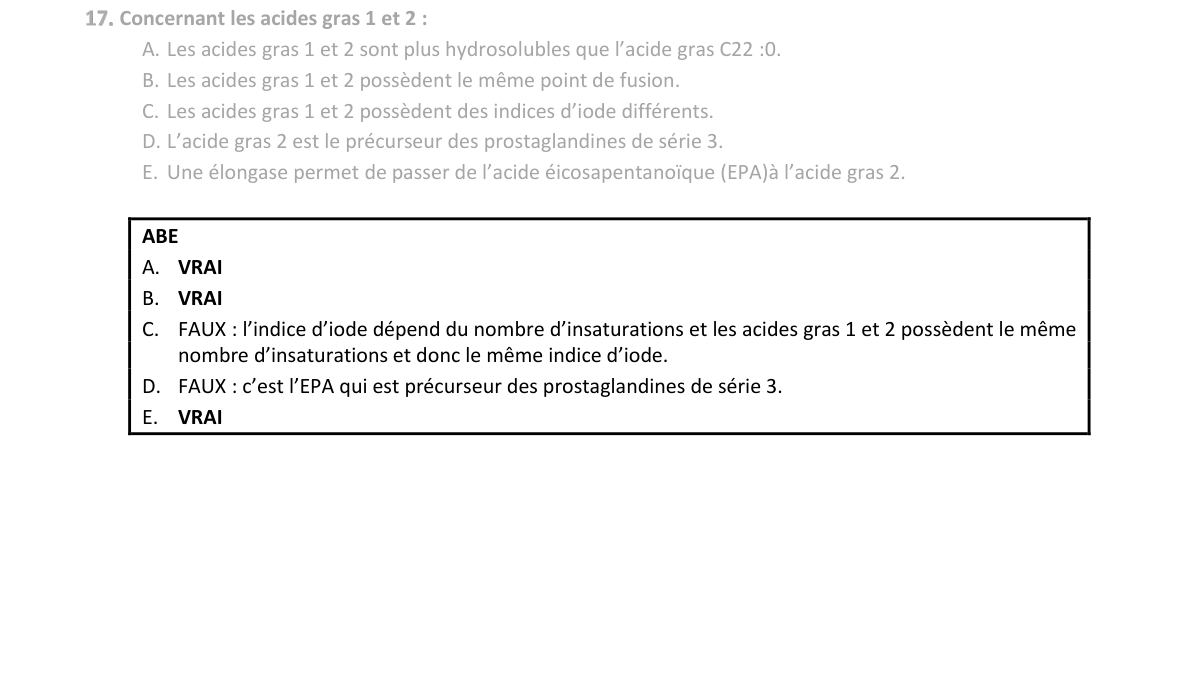 17. Concernant les acides gras 1 et 2 :
A. Les acides gras 1 et 2 sont plus hydrosolubles que l’acide gras C22 :0.
B. Les acides gras 1 et 2 possèdent le même point de fusion.
C. Les acides gras 1 et 2 possèdent des indices d’iode différents.
D. L’acide gras 2 est le précurseur des prostaglandines de série 3.
E. Une élongase permet de passer de l’acide éicosapentanoïque (EPA)à l’acide gras 2.
ABE
A. VRAI
B. VRAI
C. FAUX : l’indice d’iode dépend du nombre d’insaturations et les acides gras 1 et 2 possèdent le même
nombre d’insaturations et donc le même indice d’iode.
D. FAUX : c’est l’EPA qui est précurseur des prostaglandines de série 3.
E. VRAI